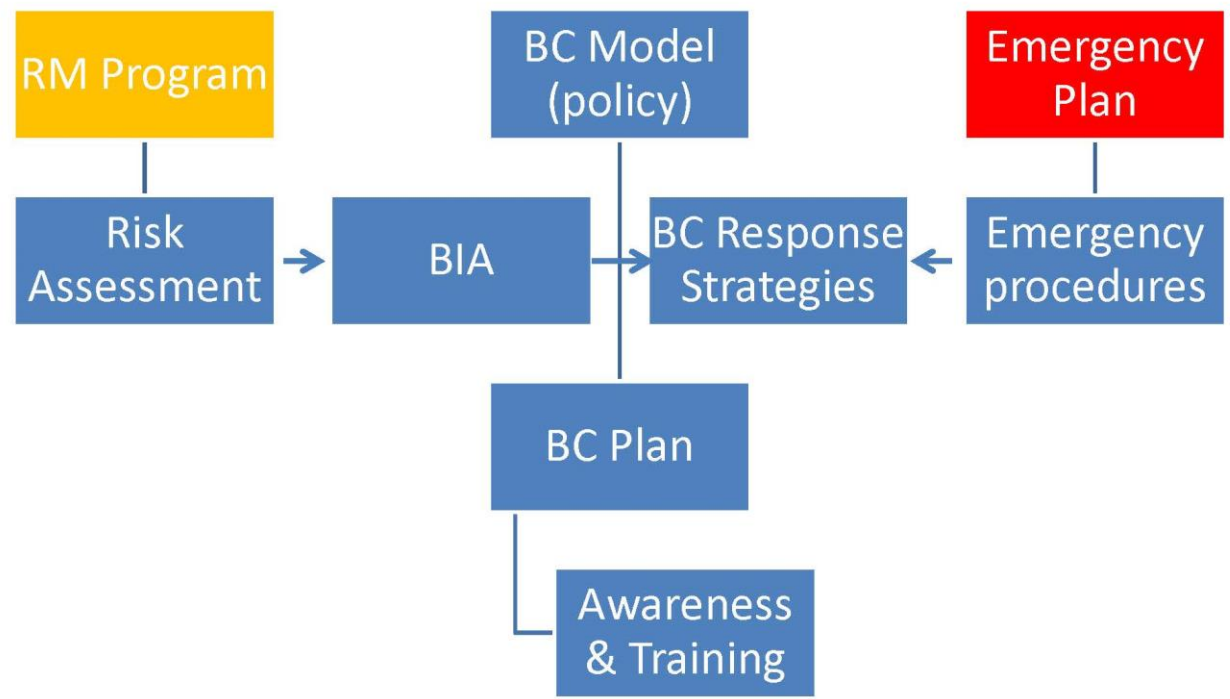 RM Program
BC Model
(policy)
Emergency
Plan
Risk
Assessment
BIA
BC Response
Strategies
Emergency
procedures
BC Plan
Awareness
& Training